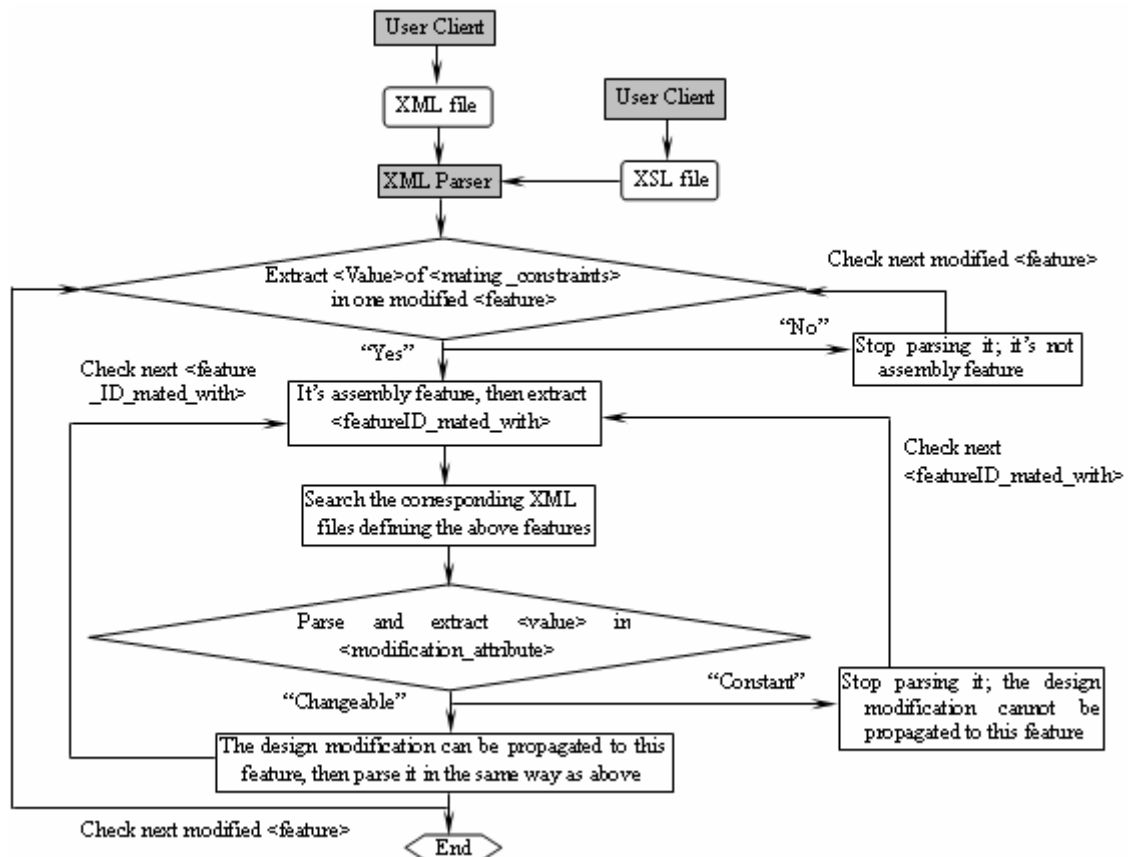 User Client
XML file
User Client
XML Parser
XSL file
Extract <Value>of <mating _constraints>
in one modified <feature>
Check next modified <feature>
“No”
Stop parsing it; it’s not
assembly feature
“Yes”
Check next <feature
_ID_mated_with>
It’s assembly feature, then extract
<featureID_mated_with>
Check next
<featureID_mated_with>
Search the corresponding XML
files defining the above features
Parse and extract <value> in
<modification_attribute>
“Constant”
Stop parsing it; the design
modification cannot be
propagated to this feature
“Changeable”
The design modification can be propagated to this
feature, then parse it in the same way as above
Check next modified <feature>
End